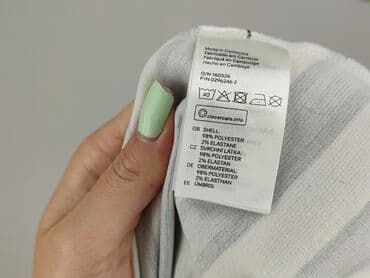 Made in Cambodia
Fabricado em Camboja
Fabriqué au Cambodge
Hecho en Camboya
O/N 160526
P/N 0296246 2
40
clevercare.info
GB SHELL:
98% POLYESTER
2% ELASTANE
CZ SVRCHNÍ LÁTKA:
98% POLYESTER
2% ELASTAN
DE OBERMATERIAL:
98% POLYESTER
2% ELASTHAN
EE ÜMBRIS: